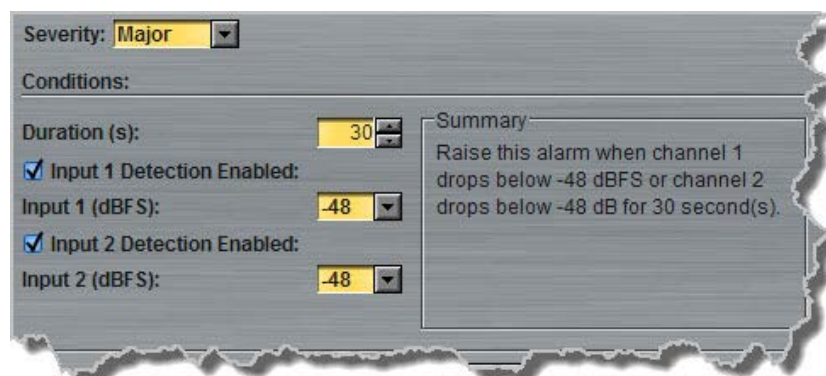 Severity: Major
Conditions:
Duration (s): 30
Input 1 Detection Enabled:
Input 1 (dBFS): -48
Input 2 Detection Enabled:
Input 2 (dBFS): -48
Summary
Raise this alarm when channel 1
drops below -48 dBFS or channel 2
drops below -48 dB for 30 second(s).